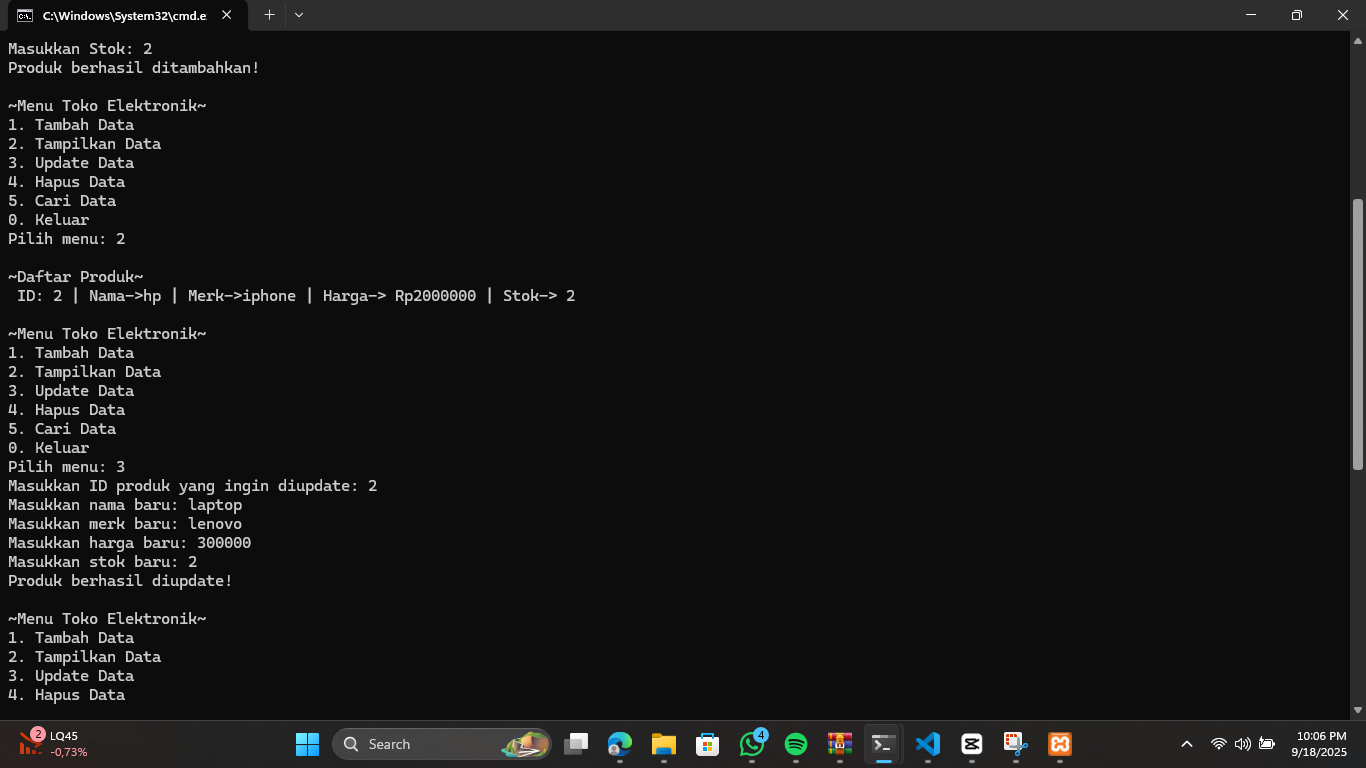 C:\Windows\System32\cmd.e
Masukkan Stok: 2
Produk berhasil ditambahkan!
~Menu Toko Elektronik~
1. Tambah Data
2. Tampilkan Data
3. Update Data
4. Hapus Data
5. Cari Data
0. Keluar
Pilih menu: 2
~Daftar Produk~
ID: 2 | Nama->hp | Merk->iphone | Harga-> Rp2000000 | Stok-> 2
~Menu Toko Elektronik~
1. Tambah Data
2. Tampilkan Data
3. Update Data
4. Hapus Data
5. Cari Data
0. Keluar
Pilih menu: 3
Masukkan ID produk yang ingin diupdate: 2
Masukkan nama baru: laptop
Masukkan merk baru: lenovo
Masukkan harga baru: 300000
Masukkan stok baru: 2
Produk berhasil diupdate!
~Menu Toko Elektronik~
1. Tambah Data
2. Tampilkan Data
3. Update Data
4. Hapus Data
2
LQ45
-0,73%
Search
4
10:06 PM
9/18/2025